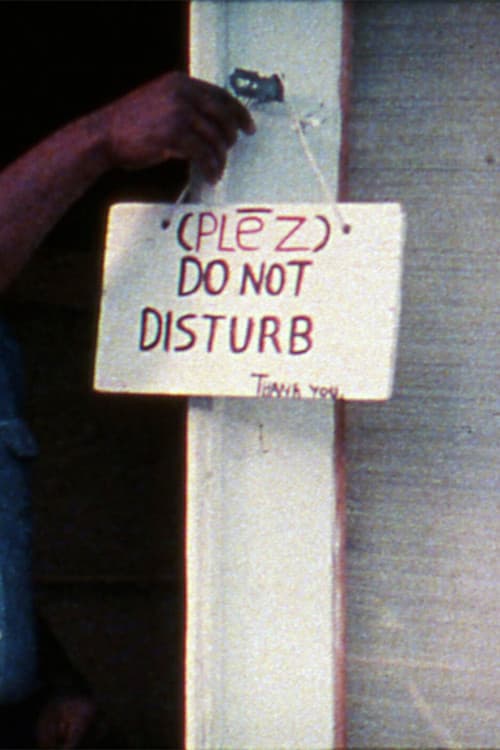 (PLēZ)
DO NOT
DISTURB
THANK YOU.